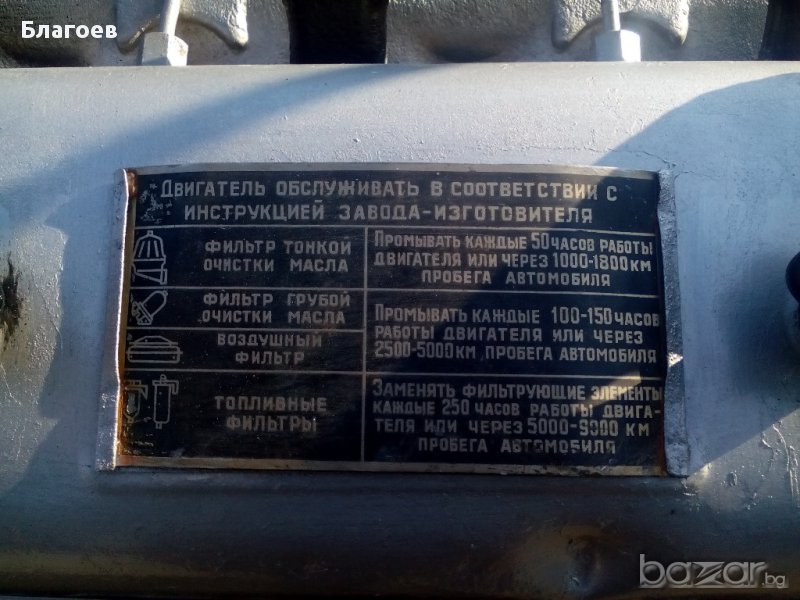 Благоев
ДВИГАТЕЛЬ ОБСЛУЖИВАТЬ В СООТВЕТСТВИИ С
ИНСТРУКЦИЕЙ ЗАВОДА-ИЗГОТОВИТЕЛЯ
ФИЛЬТР ТОНКОЙ
ОЧИСТКИ МАСЛА
ПРОМЫВАТЬ КАЖДЫЕ 50 ЧАСОВ РАБОТЫ
ДВИГАТЕЛЯ ИЛИ ЧЕРЕЗ 1000-1800 КМ
ПРОБЕГА АВТОМОБИЛЯ
ФИЛЬТР ГРУБОЙ
ОЧИСТКИ МАСЛА
ВОЗДУШНЫЙ
ФИЛЬТР
ПРОМЫВАТЬ КАЖДЫЕ 100-150 ЧАСОВ
РАБОТЫ ДВИГАТЕЛЯ ИЛИ ЧЕРЕЗ
2500-5000 КМ ПРОБЕГА АВТОМОБИЛЯ
ТОПЛИВНЫЕ
ФИЛЬТРЫ
ЗАМЕНЯТЬ ФИЛЬТРУЮЩИЕ ЭЛЕМЕНТЫ
КАЖДЫЕ 250 ЧАСОВ РАБОТЫ ДВИГА-
ТЕЛЯ ИЛИ ЧЕРЕЗ 5000-9000 КМ
ПРОБЕГА АВТОМОБИЛЯ
bazar.bg